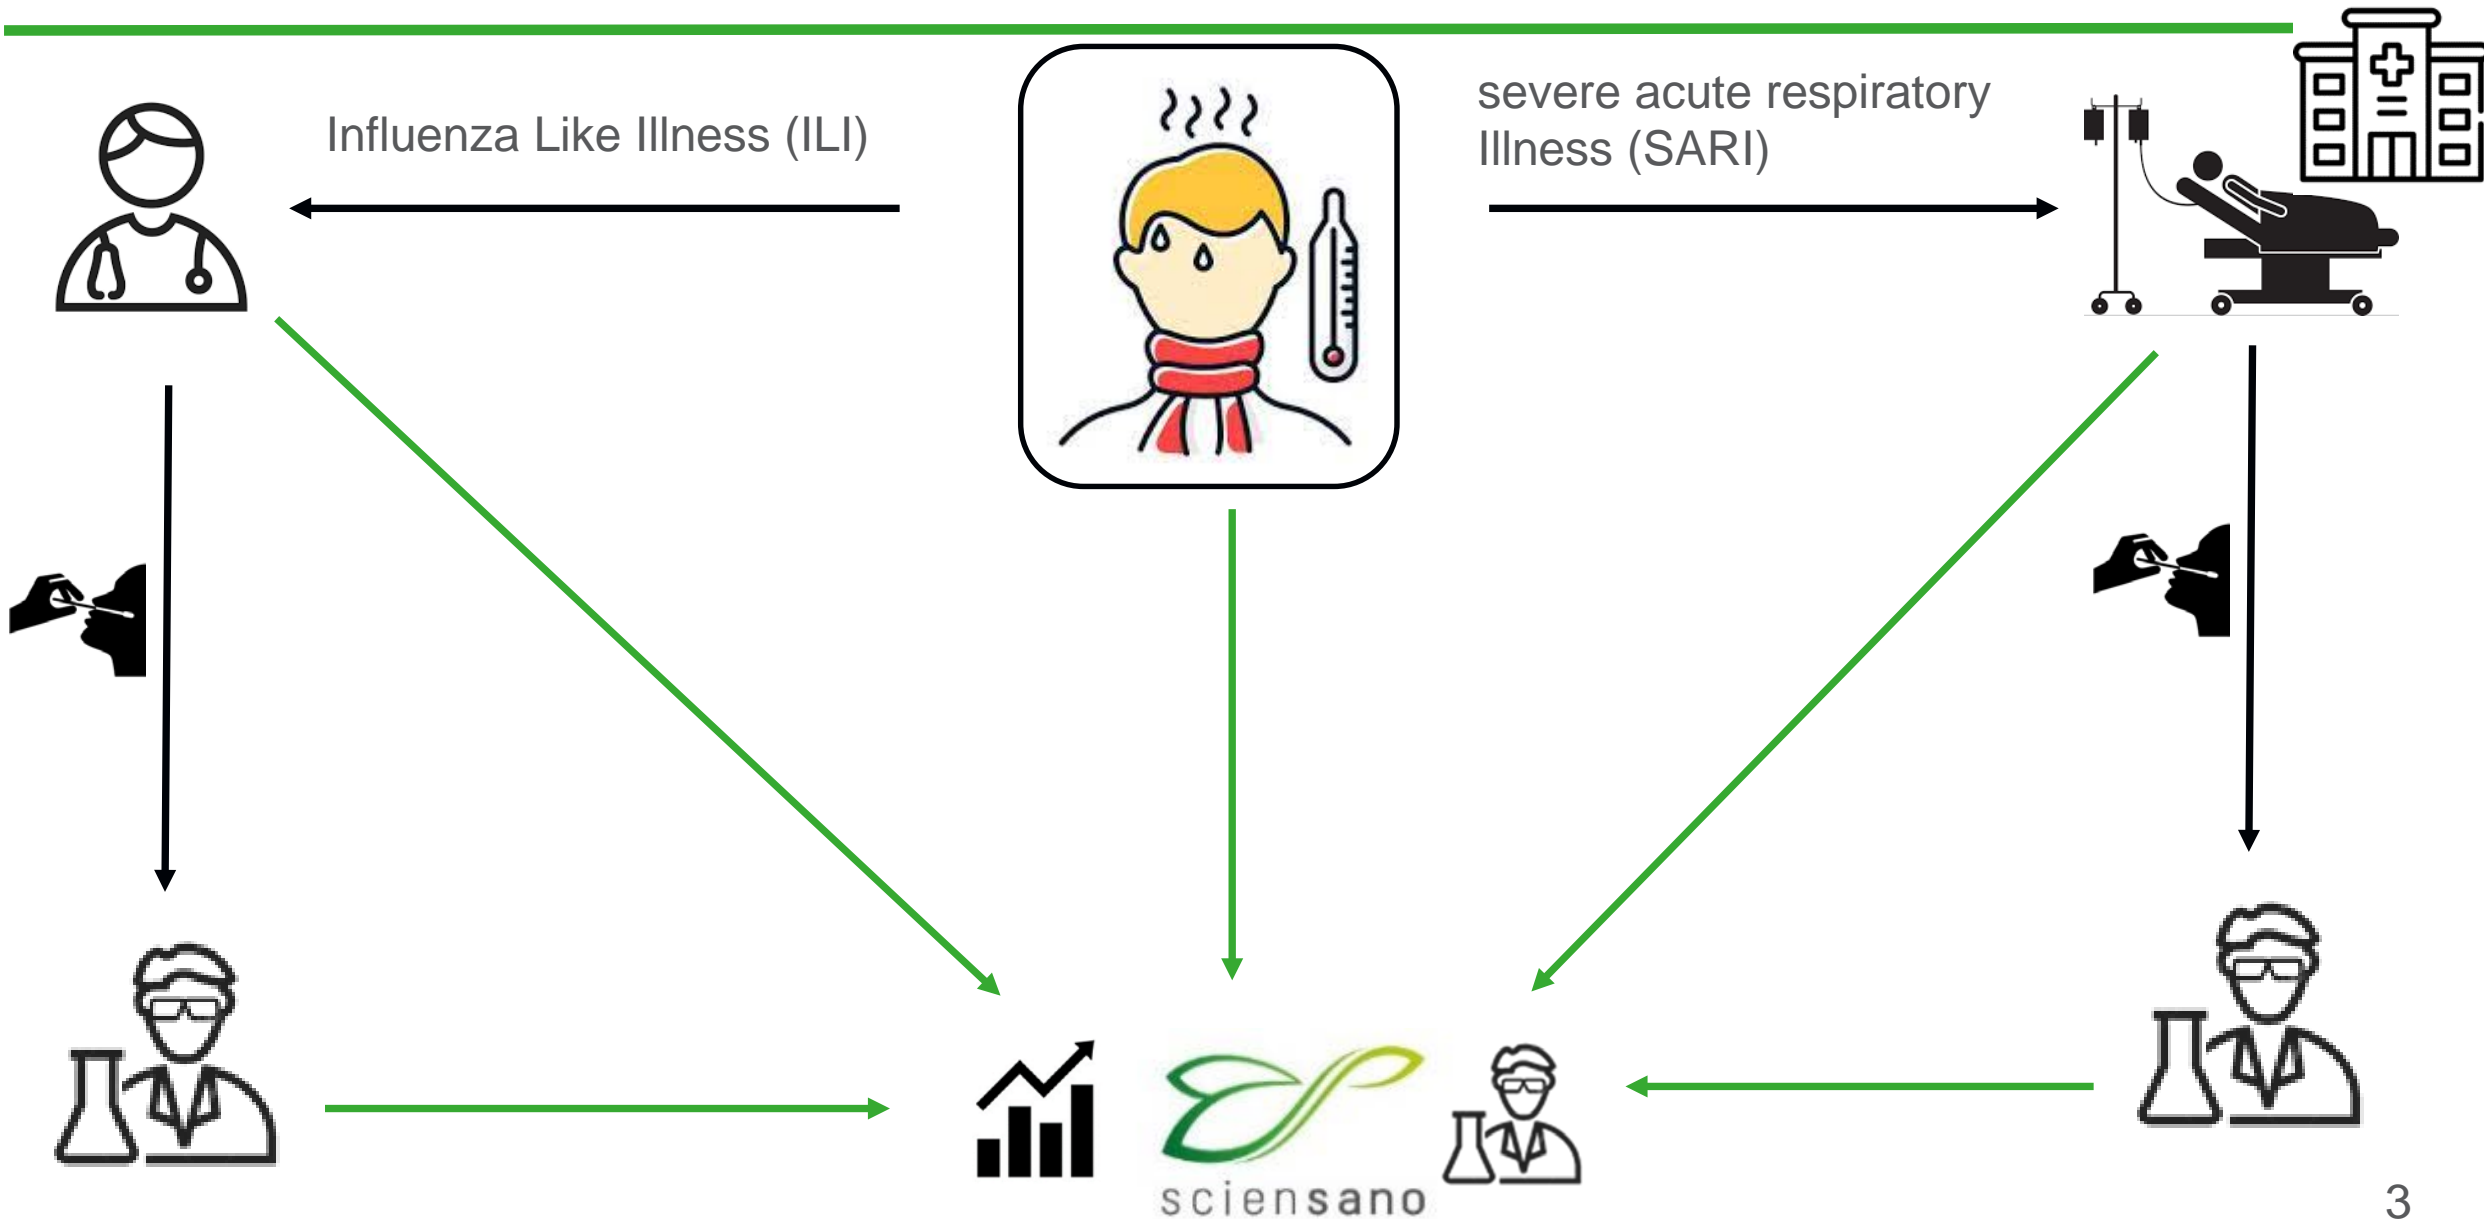 Influenza Like Illness (ILI)
severe acute respiratory
Illness (SARI)
sciensano
3